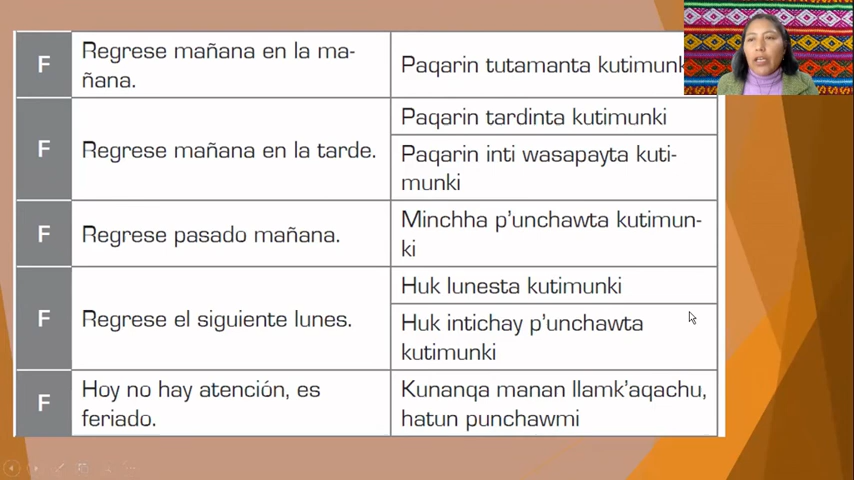 F
Regrese mañana en la ma-
ñana.
Paqarin tutamanta kutimunk
F
Regrese mañana en la tarde.
Paqarin tardinta kutimunki
Paqarin inti wasapayta kuti-
munki
F
Regrese pasado mañana.
Minchha p'unchawta kutimun-
ki
F
Regrese el siguiente lunes.
Huk lunesta kutimunki
Huk intichay p'unchawta
kutimunki
F
Hoy no hay atención, es
feriado.
Kunanqa manan llamk'aqachu,
hatun punchawmi